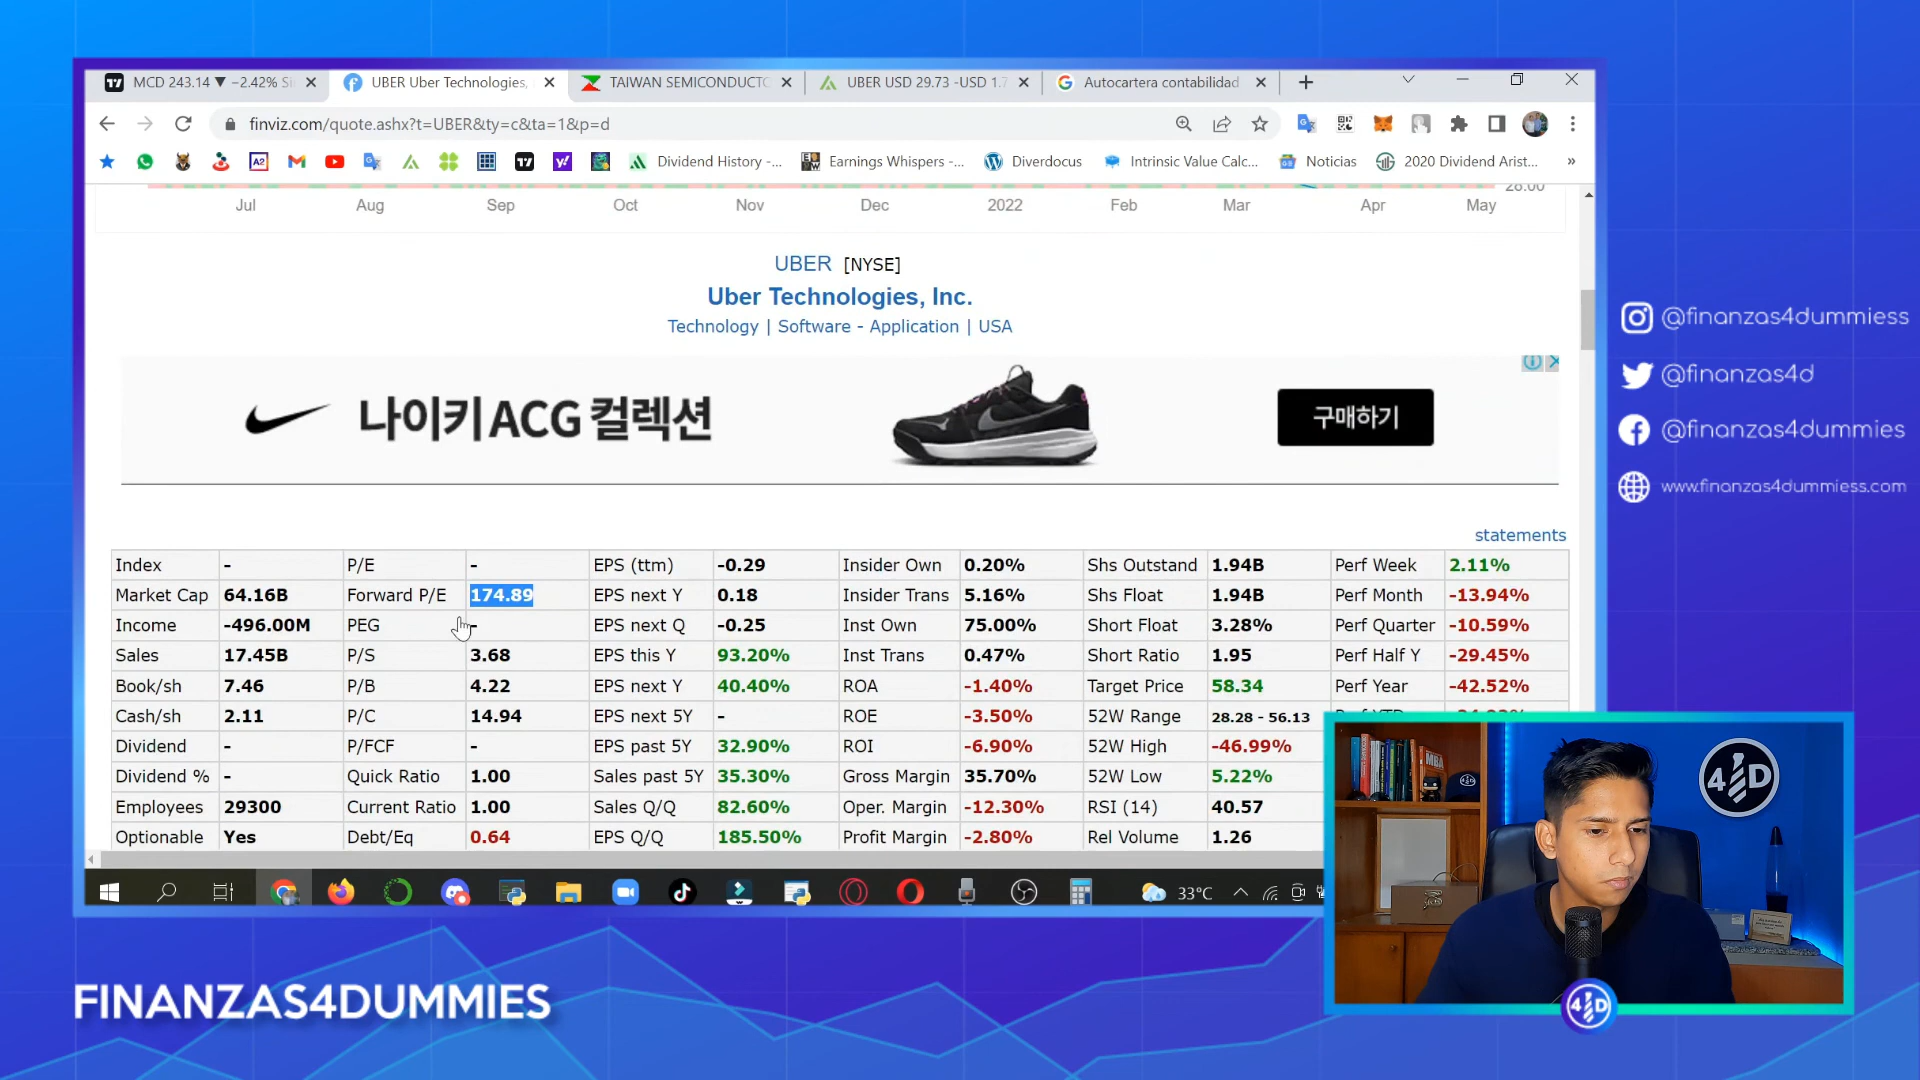 MCD 243.14 ▼ −2.42%
UBER Uber Technologies,
TAIWAN SEMICONDUCTO
UBER USD 29.73 -USD 1.7
Autocartera contabilidad
finviz.com/quote.ashx?t=UBER&ty=c&ta=1&p=d
Dividend History -...
Earnings Whispers -...
Diverdocus
Intrinsic Value Calc...
Noticias
2020 Dividend Arist...
»
28.00
Jul Aug Sep Oct Nov Dec 2022 Feb Mar Apr May
UBER [NYSE]
Uber Technologies, Inc.
Technology | Software - Application | USA
나이키 ACG 컬렉션
구매하기
statements
Index - P/E - EPS (ttm) -0.29 Insider Own 0.20% Shs Outstand 1.94B Perf Week 2.11%
Market Cap 64.16B Forward P/E 174.89 EPS next Y 0.18 Insider Trans 5.16% Shs Float 1.94B Perf Month -13.94%
Income -496.00M PEG - EPS next Q -0.25 Inst Own 75.00% Short Float 3.28% Perf Quarter -10.59%
Sales 17.45B P/S 3.68 EPS this Y 93.20% Inst Trans 0.47% Short Ratio 1.95 Perf Half Y -29.45%
Book/sh 7.46 P/B 4.22 EPS next Y 40.40% ROA -1.40% Target Price 58.34 Perf Year -42.52%
Cash/sh 2.11 P/C 14.94 EPS next 5Y - ROE -3.50% 52W Range 28.28 - 56.13
Dividend - P/FCF - EPS past 5Y 32.90% ROI -6.90% 52W High -46.99%
Dividend % - Quick Ratio 1.00 Sales past 5Y 35.30% Gross Margin 35.70% 52W Low 5.22%
Employees 29300 Current Ratio 1.00 Sales Q/Q 82.60% Oper. Margin -12.30% RSI (14) 40.57
Optionable Yes Debt/Eq 0.64 EPS Q/Q 185.50% Profit Margin -2.80% Rel Volume 1.26
33°C
@finanzas4dummiess
@finanzas4d
@finanzas4dummies
www.finanzas4dummiess.com
MBA
4D
4D
FINANZAS4DUMMIES